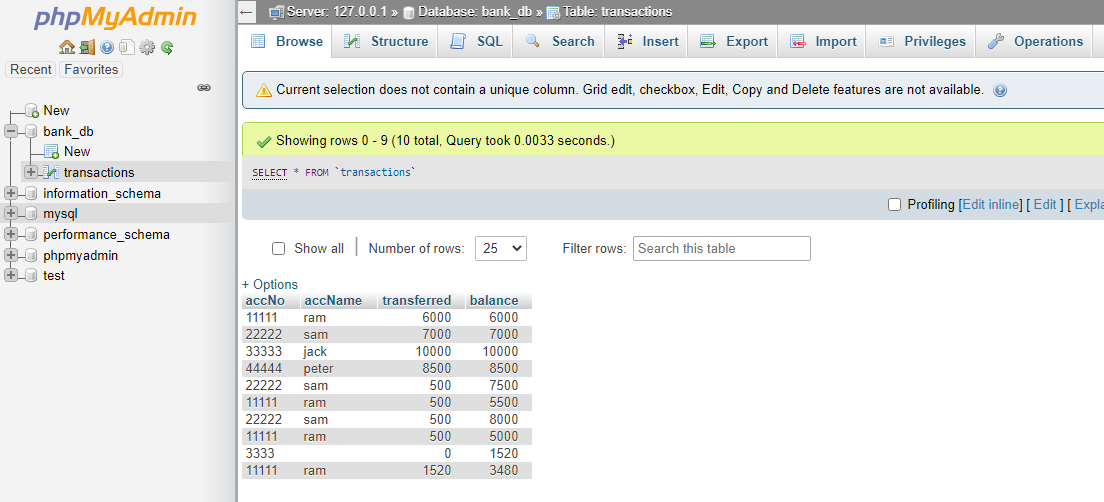 phpMyAdmin
Recent Favorites
New
bank_db
New
transactions
information_schema
mysql
performance_schema
phpmyadmin
test
Server: 127.0.0.1 » Database: bank_db » Table: transactions
Browse Structure SQL Search Insert Export Import Privileges Operations
Current selection does not contain a unique column. Grid edit, checkbox, Edit, Copy and Delete features are not available.
Showing rows 0 - 9 (10 total, Query took 0.0033 seconds.)
SELECT * FROM `transactions`
Profiling [Edit inline] [ Edit ] [ Expla
Show all | Number of rows: 25 Filter rows: Search this table
+ Options
accNo accName transferred balance
11111 ram 6000 6000
22222 sam 7000 7000
33333 jack 10000 10000
44444 peter 8500 8500
22222 sam 500 7500
11111 ram 500 5500
22222 sam 500 8000
11111 ram 500 5000
3333 0 1520
11111 ram 1520 3480